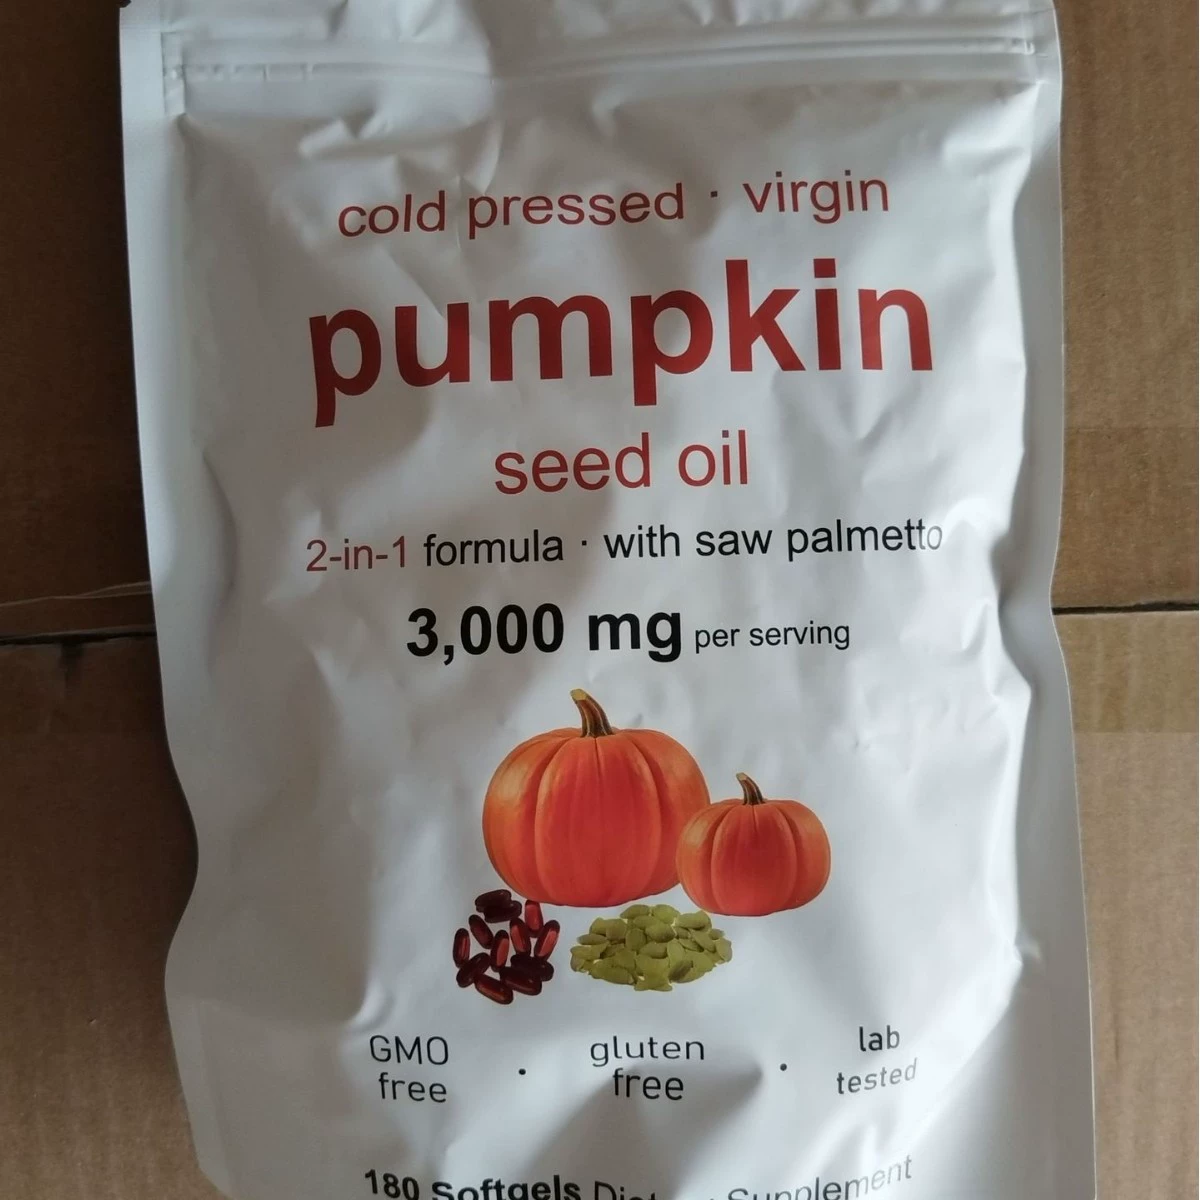 cold pressed · virgin
pumpkin
seed oil
2-in-1 formula · with saw palmetto
3,000 mg per serving
GMO free · gluten free · lab tested
180 Softgels Supplement